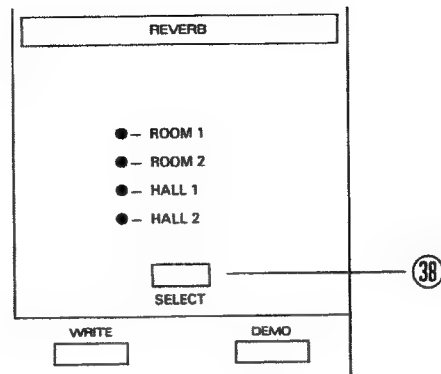 REVERB
ROOM 1
ROOM 2
HALL 1
HALL 2
38
SELECT
WRITE DEMO